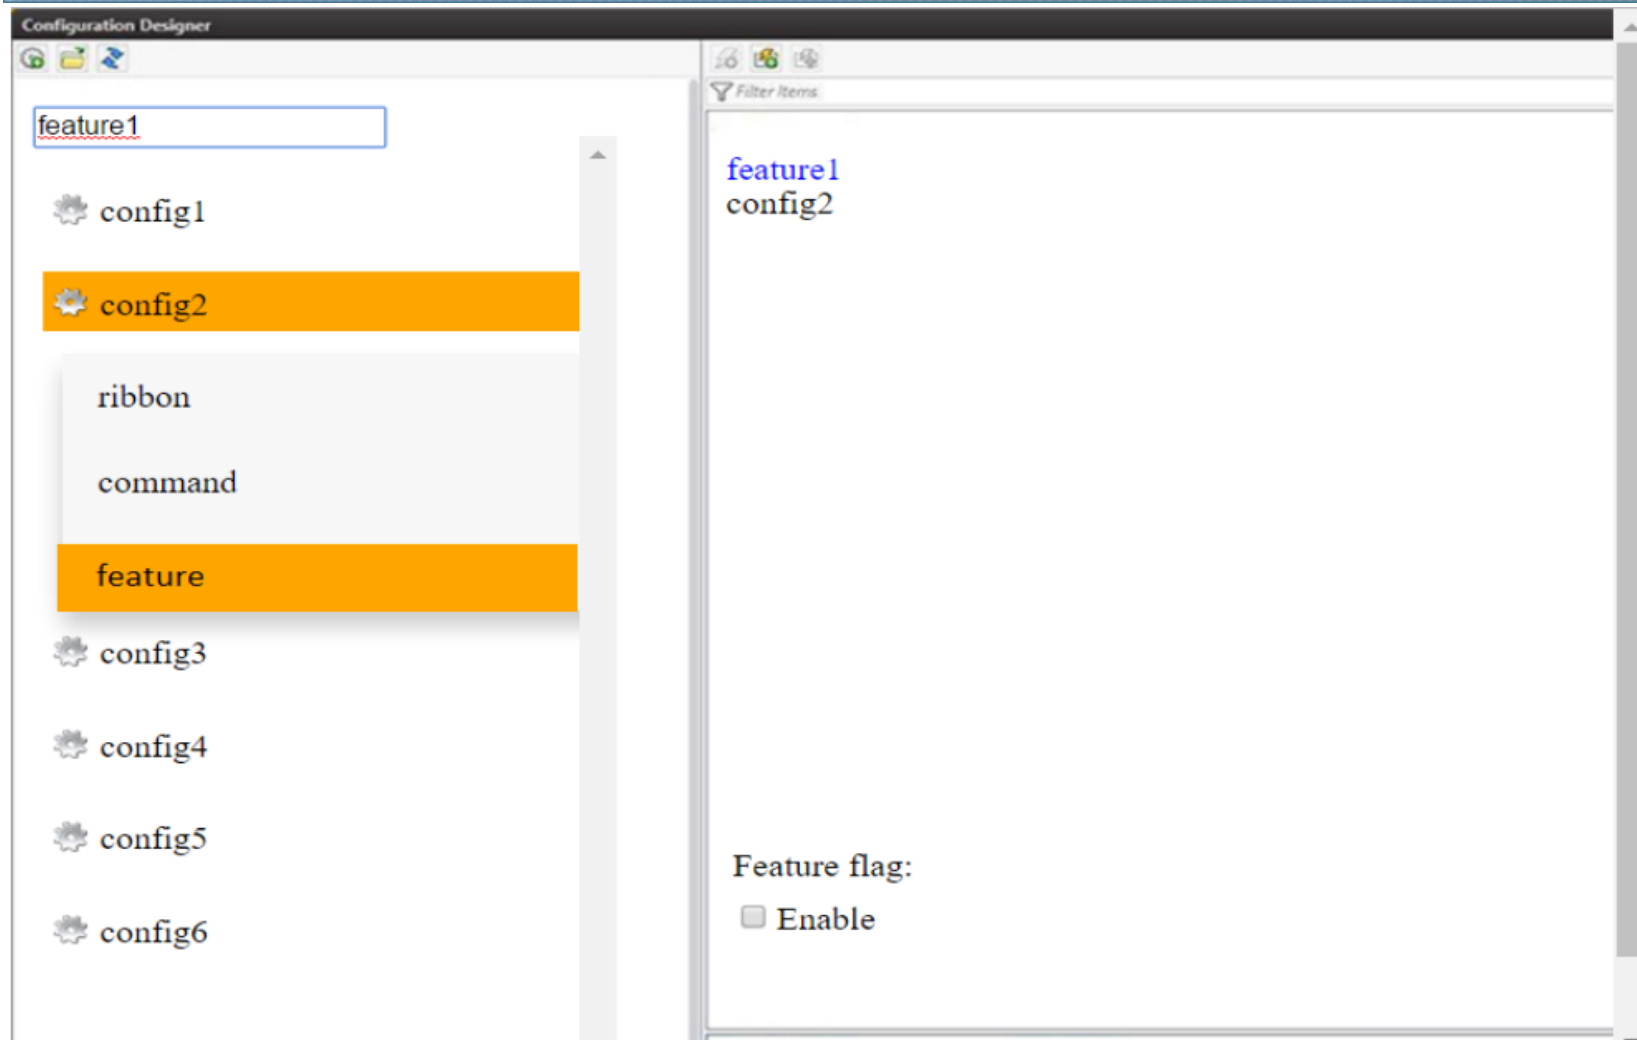 Configuration Designer
feature1
config1
config2
ribbon
command
feature
config3
config4
config5
config6
Filter Items
feature1
config2
Feature flag:
Enable